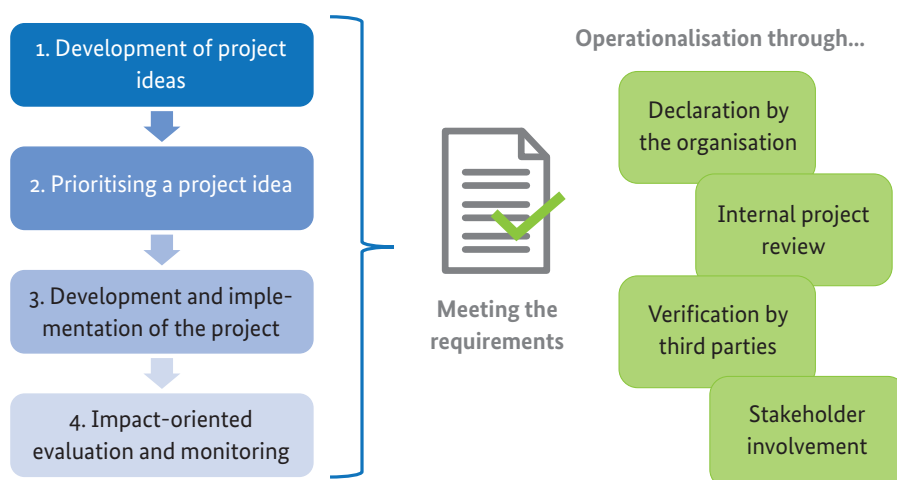 1. Development of project
ideas
2. Prioritising a project idea
3. Development and imple-
mentation of the project
4. Impact-oriented
evaluation and monitoring
Meeting the
requirements
Operationalisation through...
Declaration by
the organisation
Internal project
review
Verification by
third parties
Stakeholder
involvement